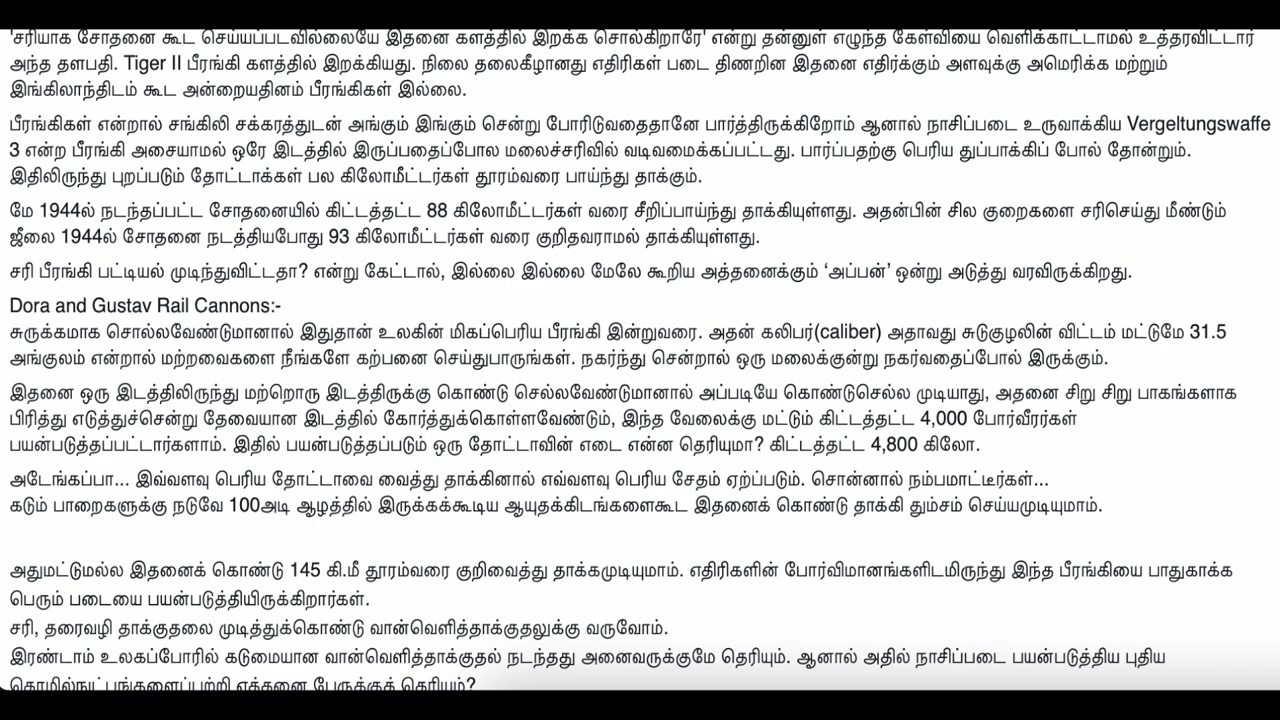 'சரியாக சோதனை கூட செய்யப்படவில்லையே இதனை களத்தில் இறக்க சொல்கிறாரே' என்று தன்னுள் எழுந்த கேள்வியை வெளிக்காட்டாமல் உத்தரவிட்டார்
அந்த தளபதி. Tiger II பீரங்கி களத்தில் இறக்கியது. நிலை தலைகீழானது எதிரிகள் படை திணறின இதனை எதிர்க்கும் அளவுக்கு அமெரிக்க மற்றும்
இங்கிலாந்திடம் கூட அன்றையதினம் பீரங்கிகள் இல்லை.
பீரங்கிகள் என்றால் சங்கிலி சக்கரத்துடன் அங்கும் இங்கும் சென்று போரிடுவதைதானே பார்த்திருக்கிறோம் ஆனால் நாசிப்படை உருவாக்கிய Vergeltungswaffe
3 என்ற பீரங்கி அசையாமல் ஒரே இடத்தில் இருப்பதைப்போல மலைச்சரிவில் வடிவமைக்கப்பட்டது. பார்ப்பதற்கு பெரிய துப்பாக்கிப் போல் தோன்றும்.
இதிலிருந்து புறப்படும் தோட்டாக்கள் பல கிலோமீட்டர்கள் தூரம்வரை பாய்ந்து தாக்கும்.
மே 1944ல் நடந்தப்பட்ட சோதனையில் கிட்டத்தட்ட 88 கிலோமீட்டர்கள் வரை சீறிப்பாய்ந்து தாக்கியுள்ளது. அதன்பின் சில குறைகளை சரிசெய்து மீண்டும்
ஜீலை 1944ல் சோதனை நடத்தியபோது 93 கிலோமீட்டர்கள் வரை குறிதவராமல் தாக்கியுள்ளது.
சரி பீரங்கி பட்டியல் முடிந்துவிட்டதா? என்று கேட்டால், இல்லை இல்லை மேலே கூறிய அத்தனைக்கும் ‘அப்பன்’ ஒன்று அடுத்து வரவிருக்கிறது.
Dora and Gustav Rail Cannons:-
சுருக்கமாக சொல்லவேண்டுமானால் இதுதான் உலகின் மிகப்பெரிய பீரங்கி இன்றுவரை. அதன் கலிபர்(caliber) அதாவது சுடுகுழலின் விட்டம் மட்டுமே 31.5
அங்குலம் என்றால் மற்றவைகளை நீங்களே கற்பனை செய்துபாருங்கள். நகர்ந்து சென்றால் ஒரு மலைக்குன்று நகர்வதைப்போல் இருக்கும்.
இதனை ஒரு இடத்திலிருந்து மற்றொரு இடத்திருக்கு கொண்டு செல்லவேண்டுமானால் அப்படியே கொண்டுசெல்ல முடியாது, அதனை சிறு சிறு பாகங்களாக
பிரித்து எடுத்துச்சென்று தேவையான இடத்தில் கோர்த்துக்கொள்ளவேண்டும், இந்த வேலைக்கு மட்டும் கிட்டத்தட்ட 4,000 போர்வீரர்கள்
பயன்படுத்தப்பட்டார்களாம். இதில் பயன்படுத்தப்படும் ஒரு தோட்டாவின் எடை என்ன தெரியுமா? கிட்டத்தட்ட 4,800 கிலோ.
அடேங்கப்பா... இவ்வளவு பெரிய தோட்டாவை வைத்து தாக்கினால் எவ்வளவு பெரிய சேதம் ஏற்ப்படும். சொன்னால் நம்பமாட்டீர்கள்...
கடும் பாறைகளுக்கு நடுவே 100அடி ஆழத்தில் இருக்கக்கூடிய ஆயுதக்கிடங்களைகூட இதனைக் கொண்டு தாக்கி தும்சம் செய்யமுடியுமாம்.
அதுமட்டுமல்ல இதனைக் கொண்டு 145 கி.மீ தூரம்வரை குறிவைத்து தாக்கமுடியுமாம். எதிரிகளின் போர்விமானங்களிடமிருந்து இந்த பீரங்கியை பாதுகாக்க
பெரும் படையை பயன்படுத்தியிருக்கிறார்கள்.
சரி, தரைவழி தாக்குதலை முடித்துக்கொண்டு வான்வெளித்தாக்குதலுக்கு வருவோம்.
இரண்டாம் உலகப்போரில் கடுமையான வான்வெளித்தாக்குதல் நடந்தது அனைவருக்குமே தெரியும். ஆனால் அதில் நாசிப்படை பயன்படுத்திய புதிய
தொழில்நுட்பங்களைப்பற்றி எத்தனை பேருக்குத் தெரியும்?